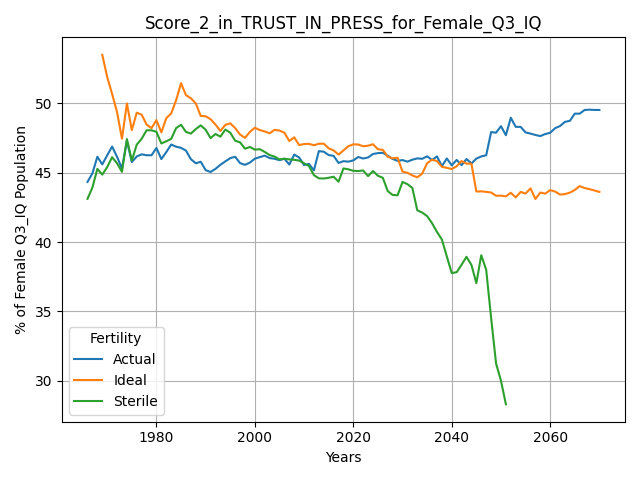 Score_2_in_TRUST_IN_PRESS_for_Female_Q3_IQ
% of Female Q3_IQ Population
50
45
40
35
30
Fertility
Actual
Ideal
Sterile
1980
2000
2020
2040
2060
Years